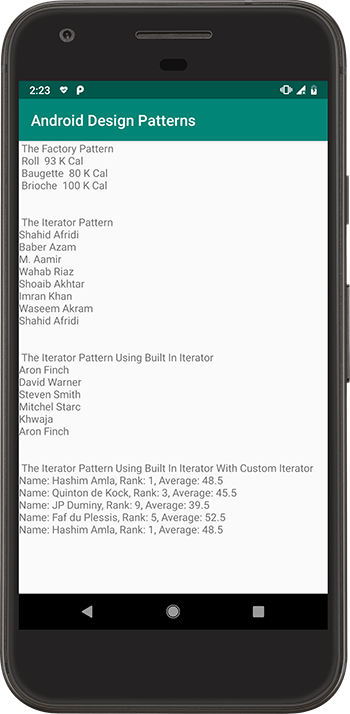 2:23
Android Design Patterns
The Factory Pattern
Roll 93 K Cal
Baugette 80 K Cal
Brioche 100 K Cal
The Iterator Pattern
Shahid Afridi
Baber Azam
M. Aamir
Wahab Riaz
Shoaib Akhtar
Imran Khan
Waseem Akram
Shahid Afridi
The Iterator Pattern Using Built In Iterator
Aron Finch
David Warner
Steven Smith
Mitchel Starc
Khwaja
Aron Finch
The Iterator Pattern Using Built In Iterator With Custom Iterator
Name: Hashim Amla, Rank: 1, Average: 48.5
Name: Quinton de Kock, Rank: 3, Average: 45.5
Name: JP Duminy, Rank: 9, Average: 39.5
Name: Faf du Plessis, Rank: 5, Average: 52.5
Name: Hashim Amla, Rank: 1, Average: 48.5